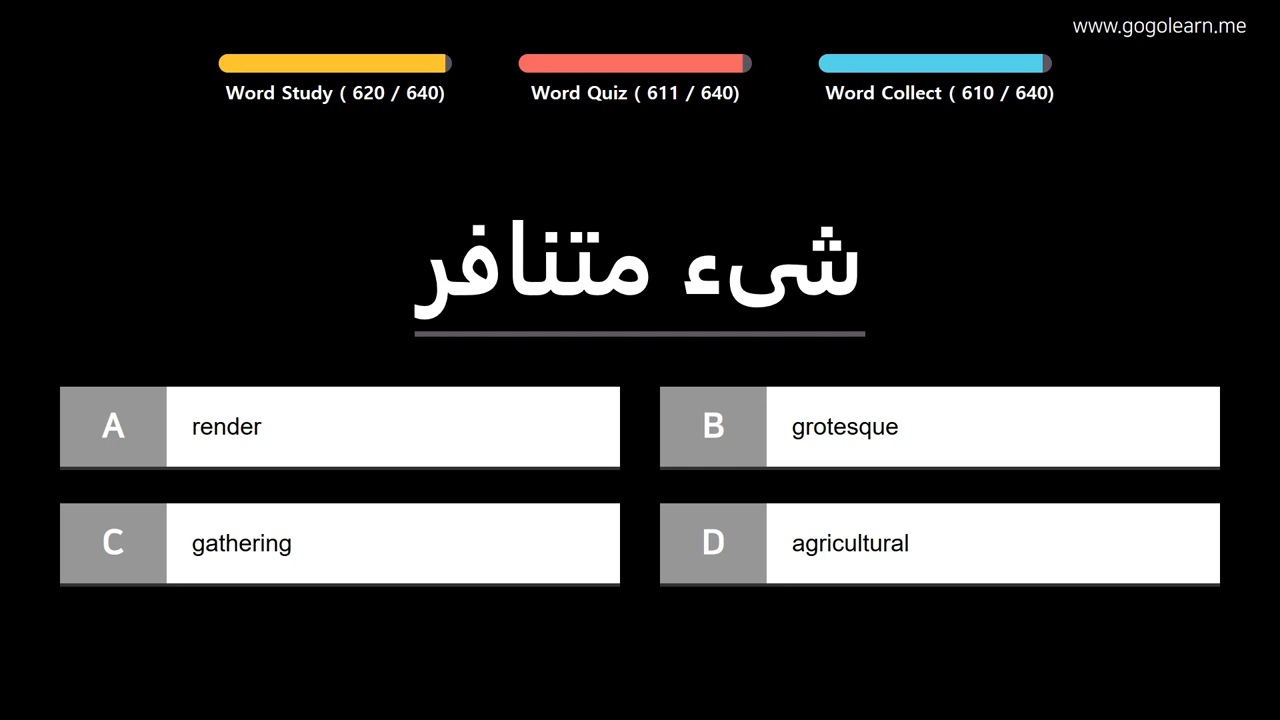 www.gogolearn.me
Word Study ( 620 / 640)
Word Quiz ( 611 / 640)
Word Collect ( 610 / 640)
شىء متنافر
A render
B grotesque
C gathering
D agricultural